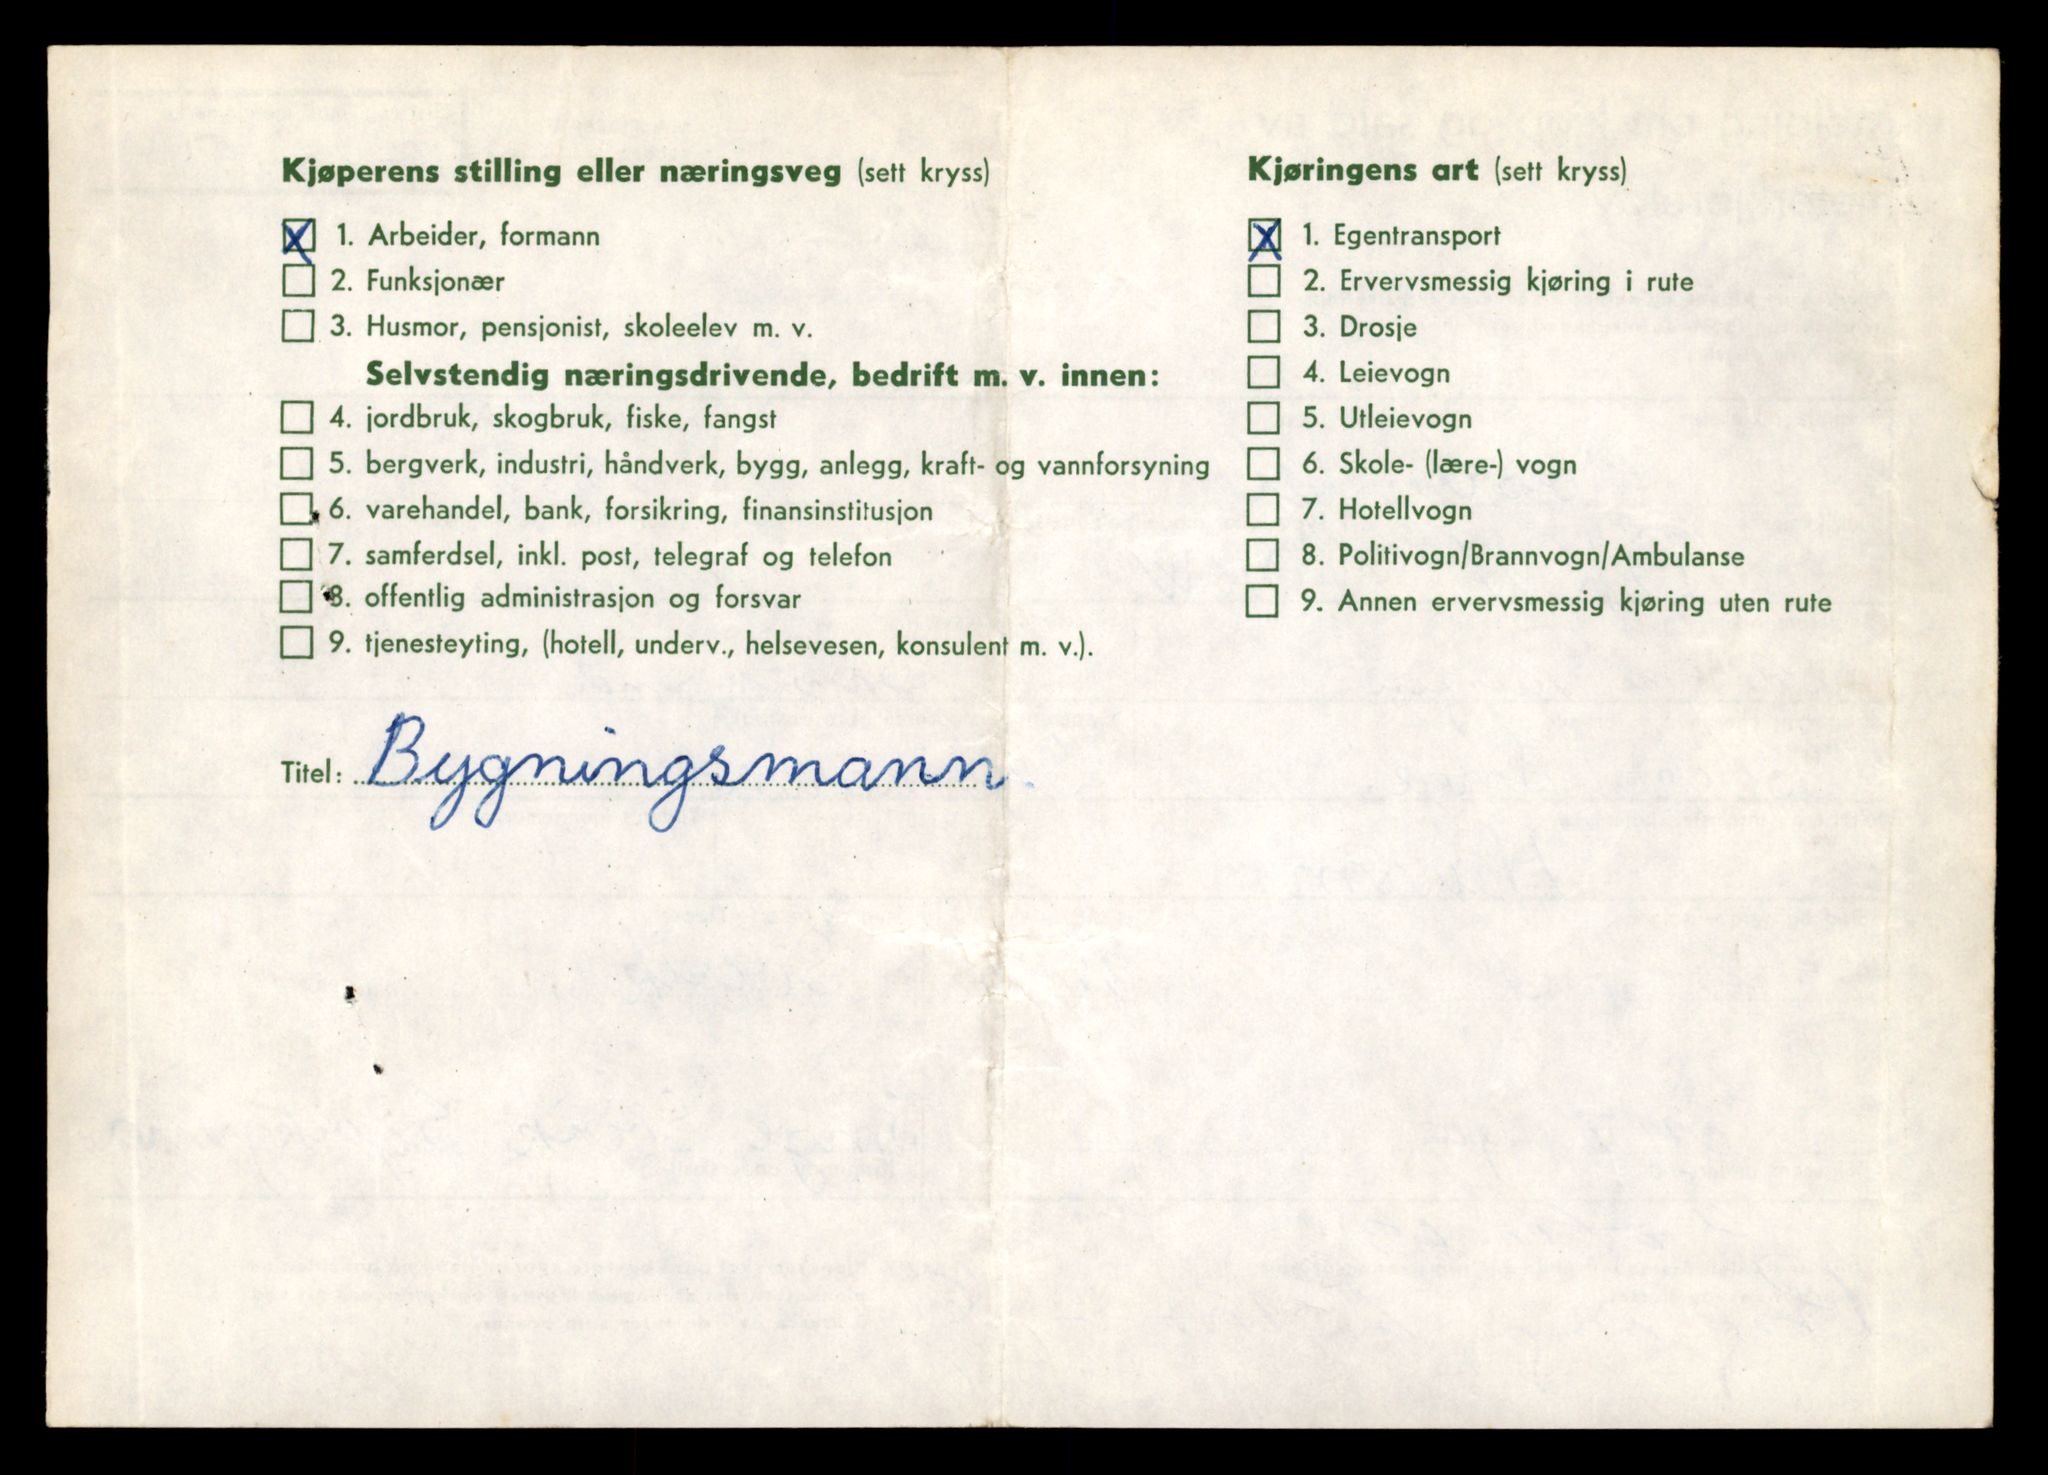 Kjøperens stilling eller næringsveg (sett kryss)
X 1. Arbeider, formann
2. Funksjonær
3. Husmor, pensjonist, skoleelev m. v.
Selvstendig næringsdrivende, bedrift m. v. innen:
4. jordbruk, skogbruk, fiske, fangst
5. bergverk, industri, håndverk, bygg, anlegg, kraft- og vannforsyning
6. varehandel, bank, forsikring, finansinstitusjon
7. samferdsel, inkl. post, telegraf og telefon
8. offentlig administrasjon og forsvar
9. tjenesteyting, (hotell, underv., helsevesen, konsulent m. v.).
Titel: Bygningsmann.
Kjøringens art (sett kryss)
X 1. Egentransport
2. Ervervsmessig kjøring i rute
3. Drosje
4. Leievogn
5. Utleievogn
6. Skole- (lære-) vogn
7. Hotellvogn
8. Politivogn/Brannvogn/Ambulanse
9. Annen ervervsmessig kjøring uten rute